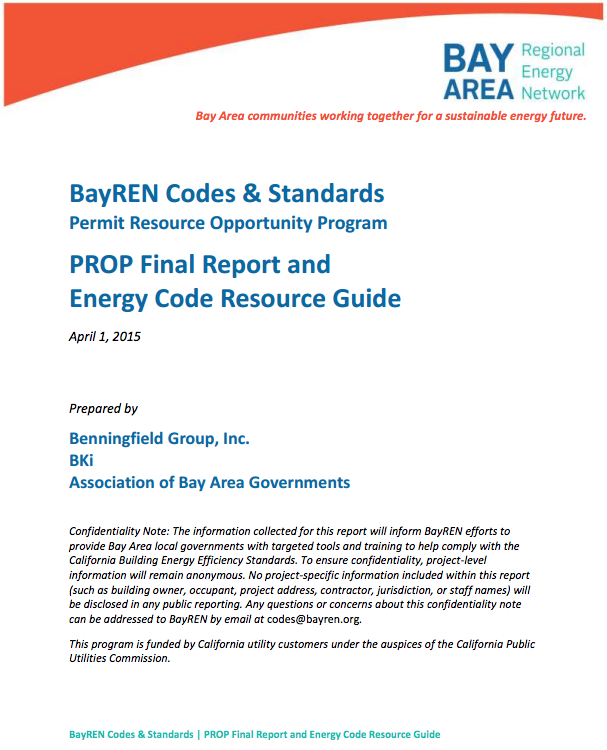 BAY Regional
Energy
AREA Network
Bay Area communities working together for a sustainable energy future.
BayREN Codes & Standards
Permit Resource Opportunity Program
PROP Final Report and
Energy Code Resource Guide
April 1, 2015
Prepared by
Benningfield Group, Inc.
BKi
Association of Bay Area Governments
Confidentiality Note: The information collected for this report will inform BayREN efforts to
provide Bay Area local governments with targeted tools and training to help comply with the
California Building Energy Efficiency Standards. To ensure confidentiality, project-level
information will remain anonymous. No project-specific information included within this report
(such as building owner, occupant, project address, contractor, jurisdiction, or staff names) will
be disclosed in any public reporting. Any questions or concerns about this confidentiality note
can be addressed to BayREN by email at codes@bayren.org.
This program is funded by California utility customers under the auspices of the California Public
Utilities Commission.
BayREN Codes & Standards | PROP Final Report and Energy Code Resource Guide